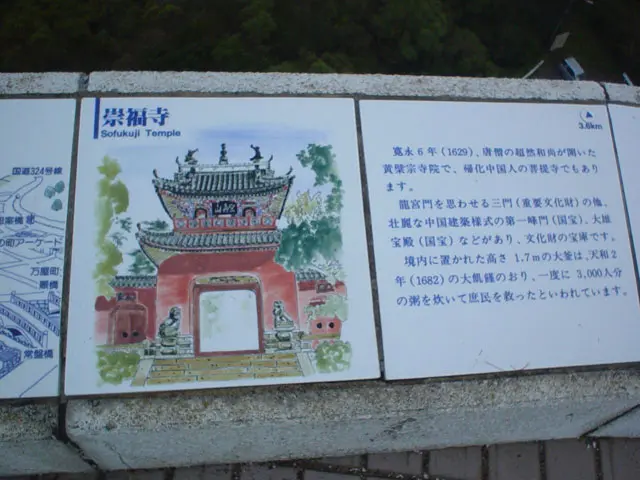 国道324号線
アーケード
万屋町
常盤橋
崇福寺
Sofukuji Temple
3.6km
寛永6年(1629)、唐僧の超然和尚が開いた
黄檗宗寺院で、帰化中国人の菩提寺でもあり
ます。
龍宮門を思わせる三門(重要文化財)の他、
壮麗な中国建築様式の第一峰門(国宝)、大雄
宝殿(国宝)などがあり、文化財の宝庫です。
境内に置かれた高さ1.7mの大釜は、天和2
年(1682)の大飢饉のおり、一度に3,000人分
の粥を炊いて庶民を救ったといわれています。